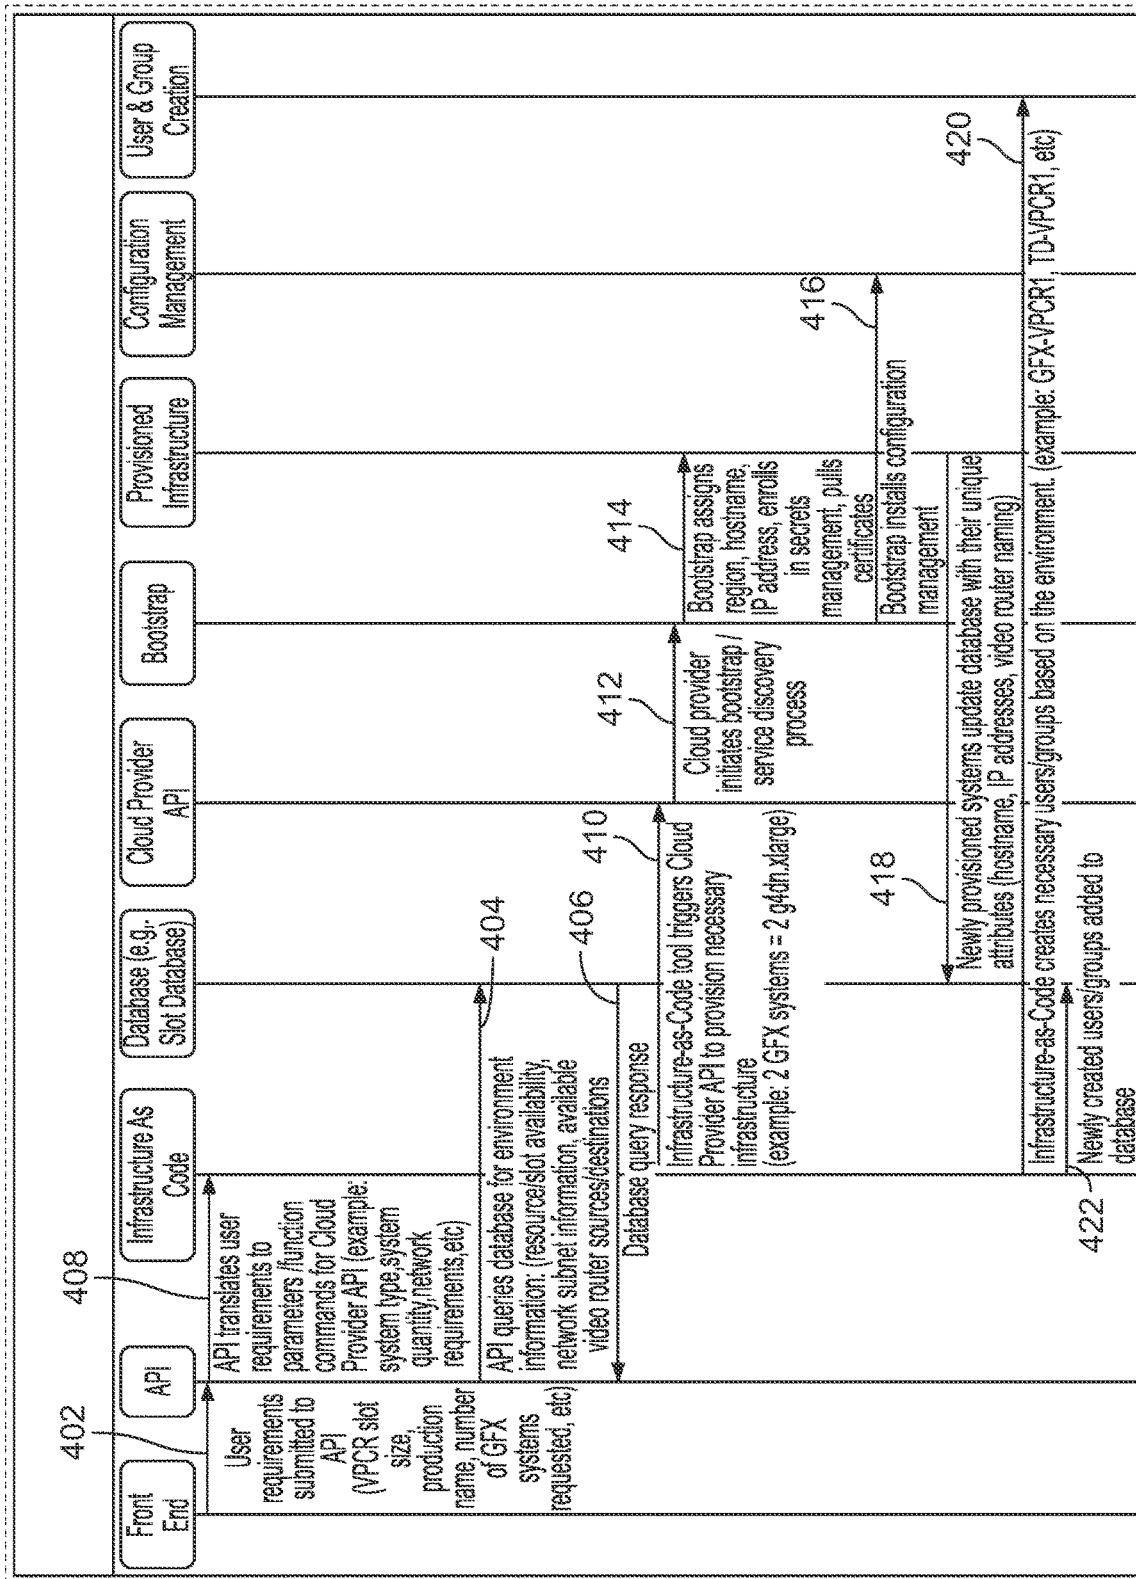 Front
End
API
Infrastructure As
Code
Database (e.g.,
Slot Database)
Cloud Provider
API
Bootstrap
Provisioned
Infrastructure
Configuration
Management
User & Group
Creation
402
User
requirements
submitted to
API
(VPCR slot
size,
production
name, number
of GFX
systems
requested, etc)
408
API translates user
requirements to
parameters /function
commands for Cloud
Provider API (example:
system type,system
quantity,network
requirements,etc)
404
API queries database for environment
information: (resource/slot availability,
network subnet information, available
video router sources/destinations
406
Database query response
410
Infrastructure-as-Code tool triggers Cloud
Provider API to provision necessary
infrastructure
(example: 2 GFX systems = 2 g4dn.xlarge)
412
Cloud provider
initiates bootstrap /
service discovery
process
414
Bootstrap assigns
region, hostname,
IP address, enrolls
in secrets
management, pulls
certificates
416
Bootstrap installs configuration
management
418
Newly provisioned systems update database with their unique
attributes (hostname, IP addresses, video router naming)
420
Infrastructure-as-Code creates necessary users/groups based on the environment. (example: GFX-VPCR1, TD-VPCR1, etc)
422
Newly created users/groups added to
database